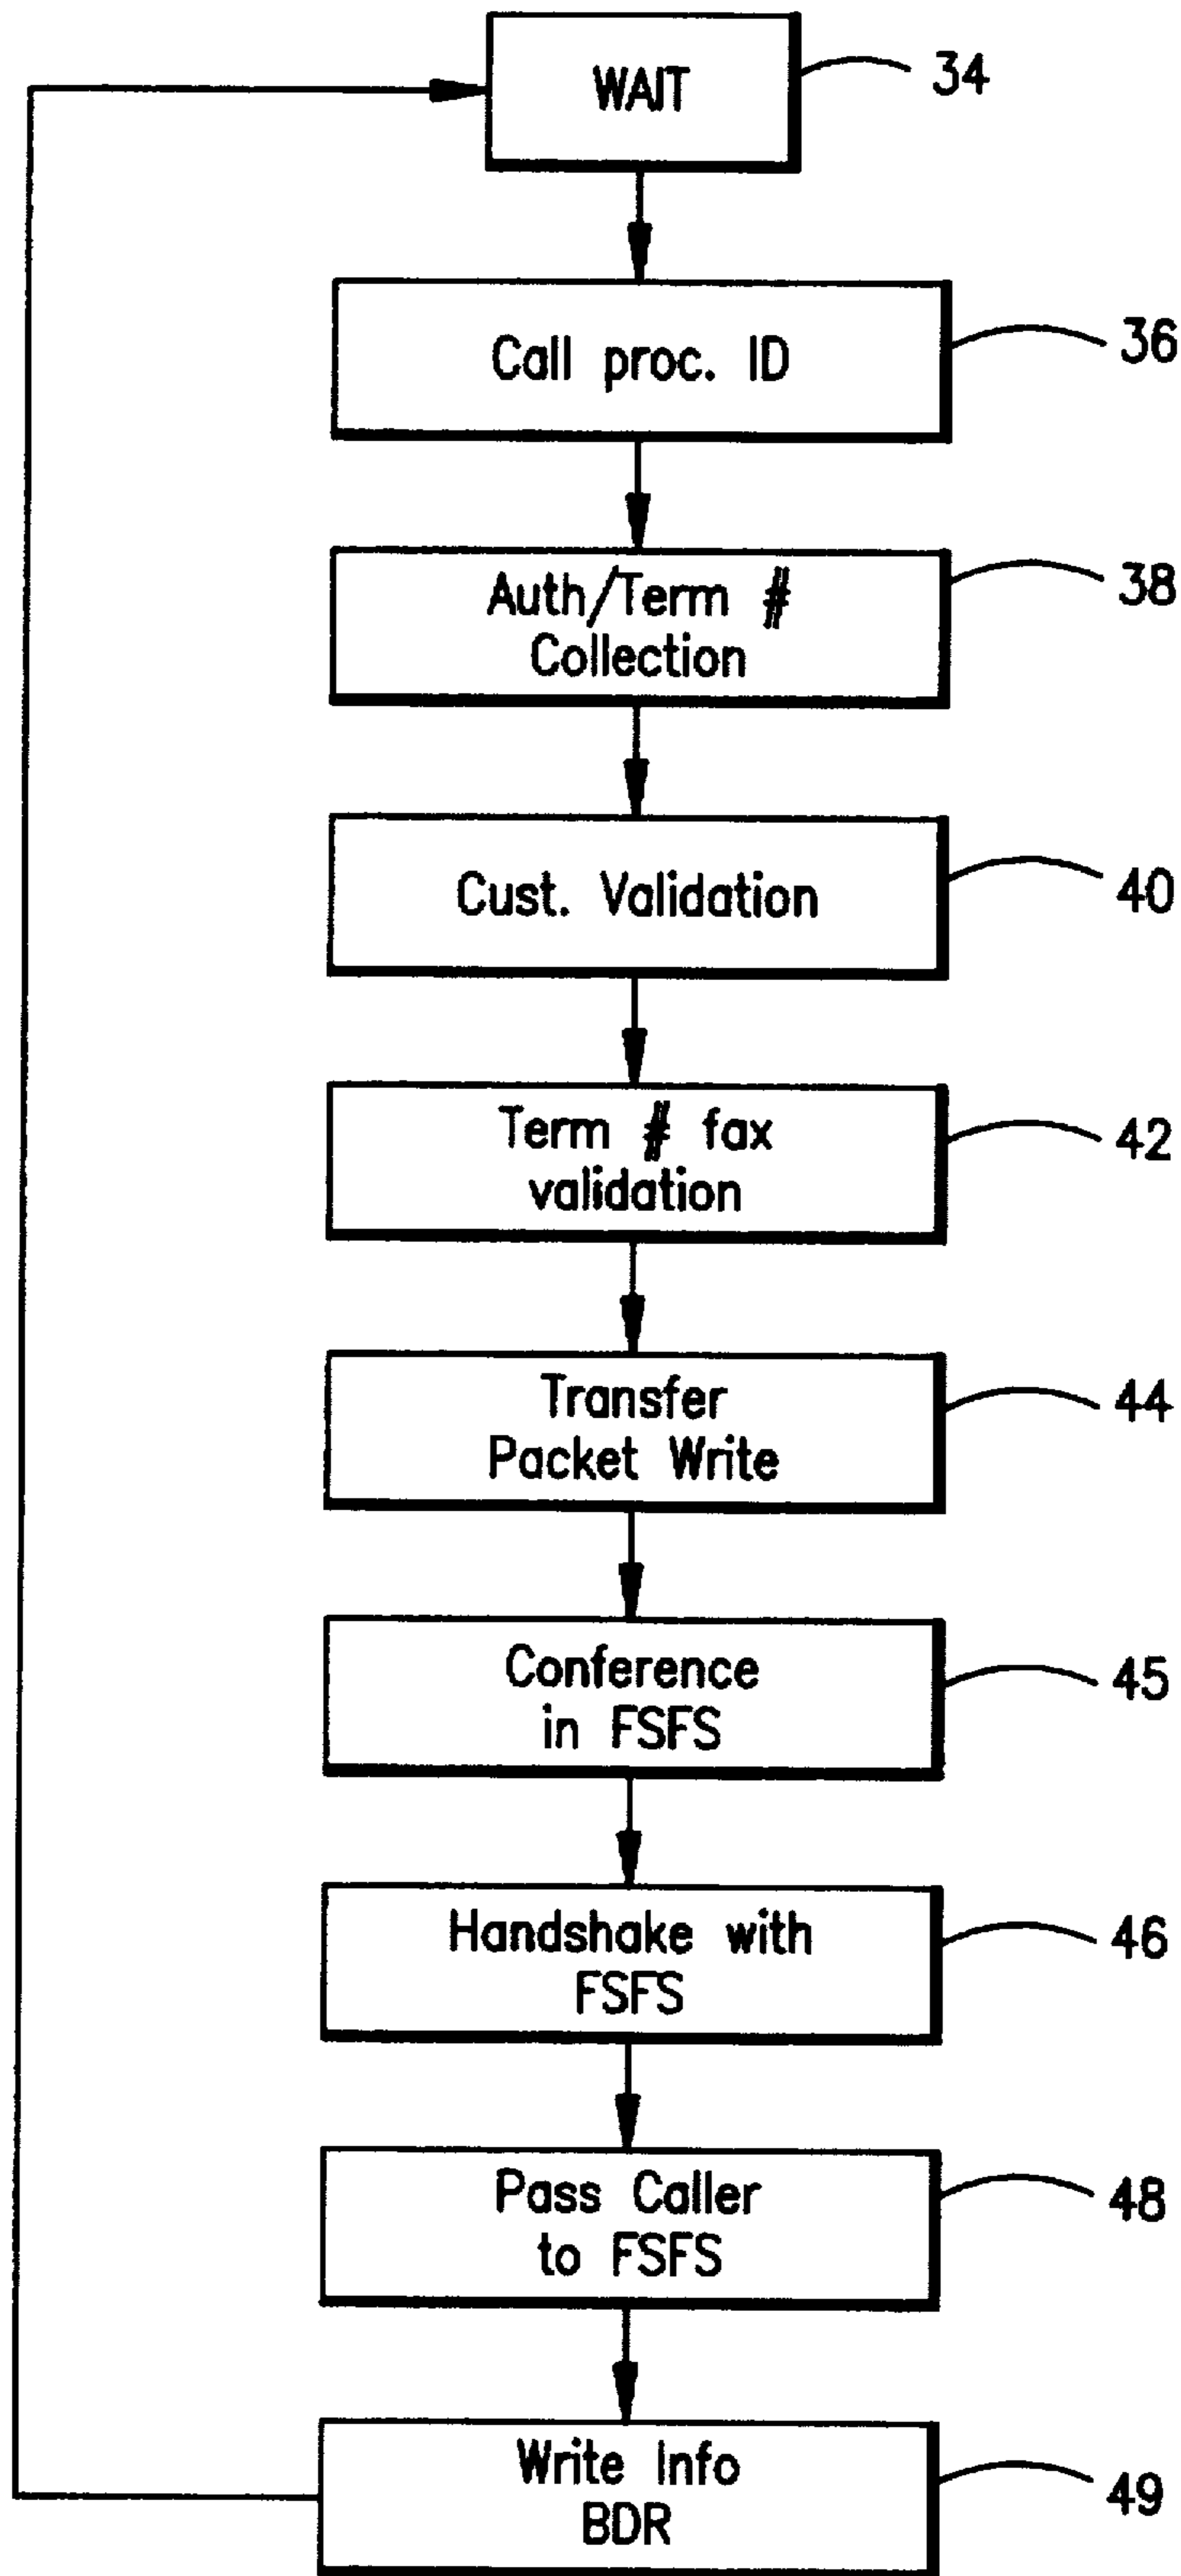 WAIT
34
Call proc. ID
36
Auth/Term #
Collection
38
Cust. Validation
40
Term # fax
validation
42
Transfer
Packet Write
44
Conference
in FSFS
45
Handshake with
FSFS
46
Pass Caller
to FSFS
48
Write Info
BDR
49